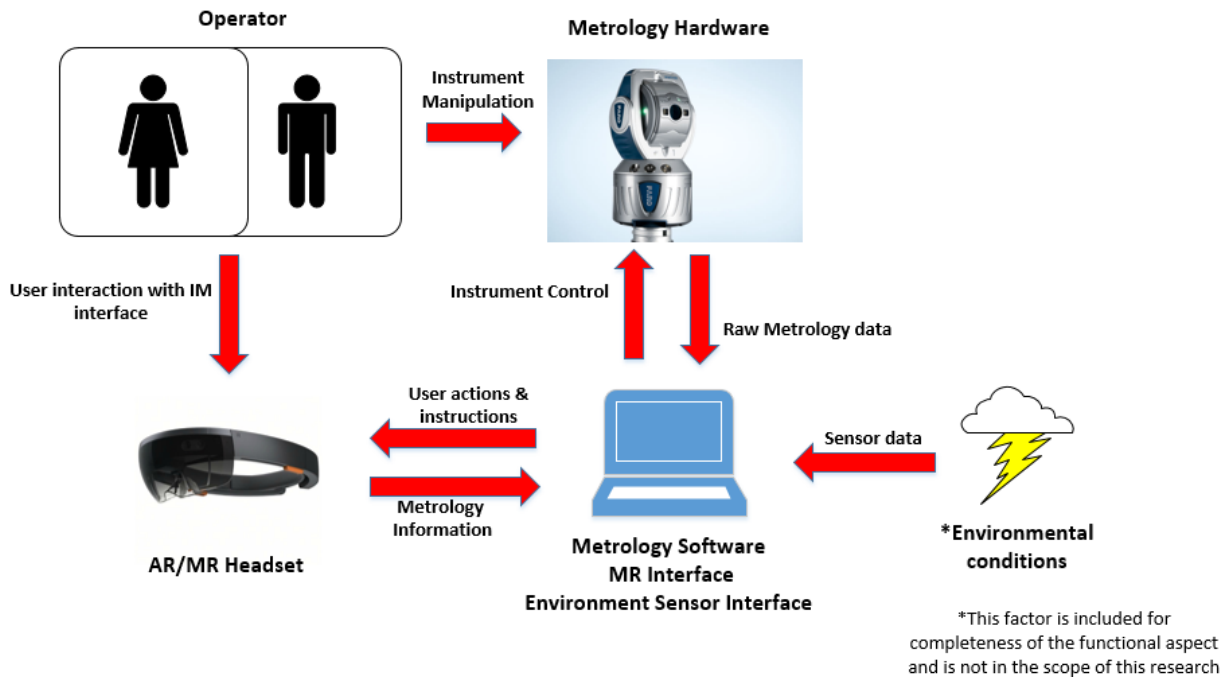 Operator
Metrology Hardware
Instrument
Manipulation
FARO
FARO
User interaction with IM
interface
Instrument Control
Raw Metrology data
User actions &
instructions
Sensor data
Metrology
Information
AR/MR Headset
Metrology Software
MR Interface
Environment Sensor Interface
*Environmental
conditions
*This factor is included for
completeness of the functional aspect
and is not in the scope of this research